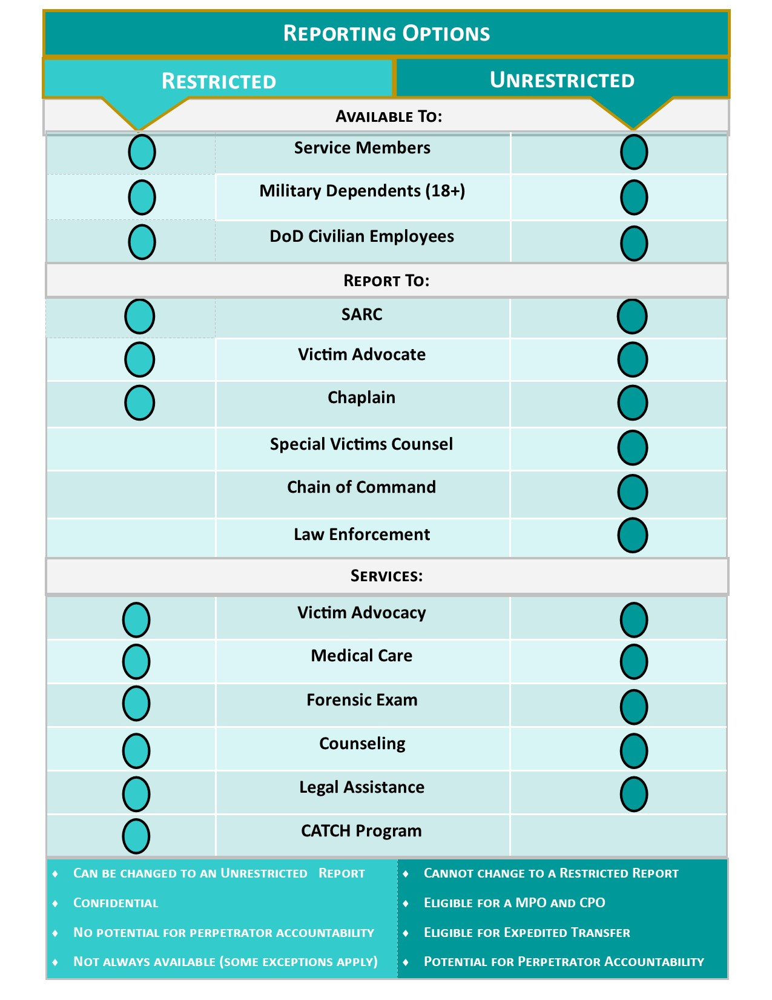 Reporting Options
Restricted
Unrestricted
Available To:
Service Members
Military Dependents (18+)
DoD Civilian Employees
Report To:
SARC
Victim Advocate
Chaplain
Special Victims Counsel
Chain of Command
Law Enforcement
Services:
Victim Advocacy
Medical Care
Forensic Exam
Counseling
Legal Assistance
CATCH Program
♦ Can be changed to an Unrestricted Report
♦ Confidential
♦ No potential for perpetrator accountability
♦ Not always available (some exceptions apply)
♦ Cannot change to a Restricted Report
♦ Eligible for a MPO and CPO
♦ Eligible for Expedited Transfer
♦ Potential for Perpetrator Accountability